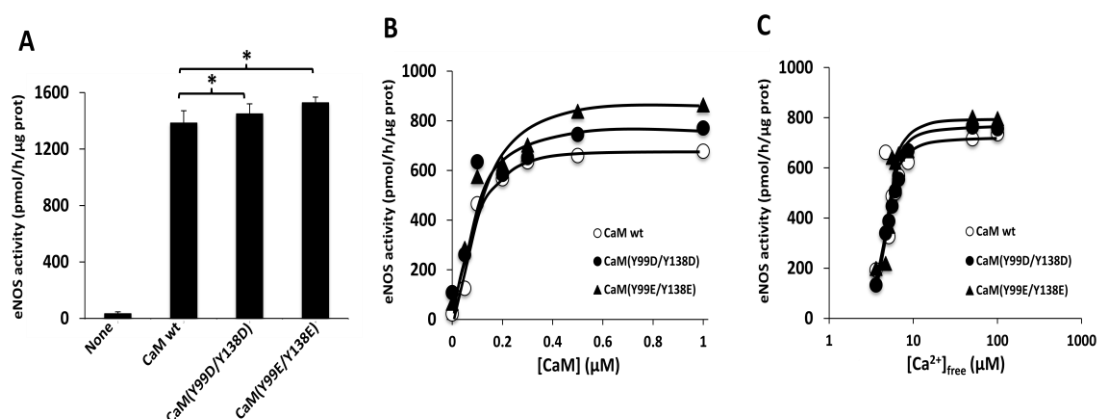 A
eNOS activity (pmol/h/µg prot)
1600
1300
600
300
0
*
*
None
CaM wt
CaM(Y99D/Y138D)
CaM(Y99E/Y138E)
B
eNOS activity (pmol/h/µg prot)
1000
800
600
400
200
0
CaM wt
CaM(Y99D/Y138D)
CaM(Y99E/Y138E)
0
0.2
0.4
0.6
0.8
1
[CaM] (µM)
C
eNOS activity (pmol/h/µg prot)
1000
800
600
400
200
0
CaM wt
CaM(Y99D/Y138D)
CaM(Y99E/Y138E)
1
10
100
1000
[Ca²⁺]free (µM)